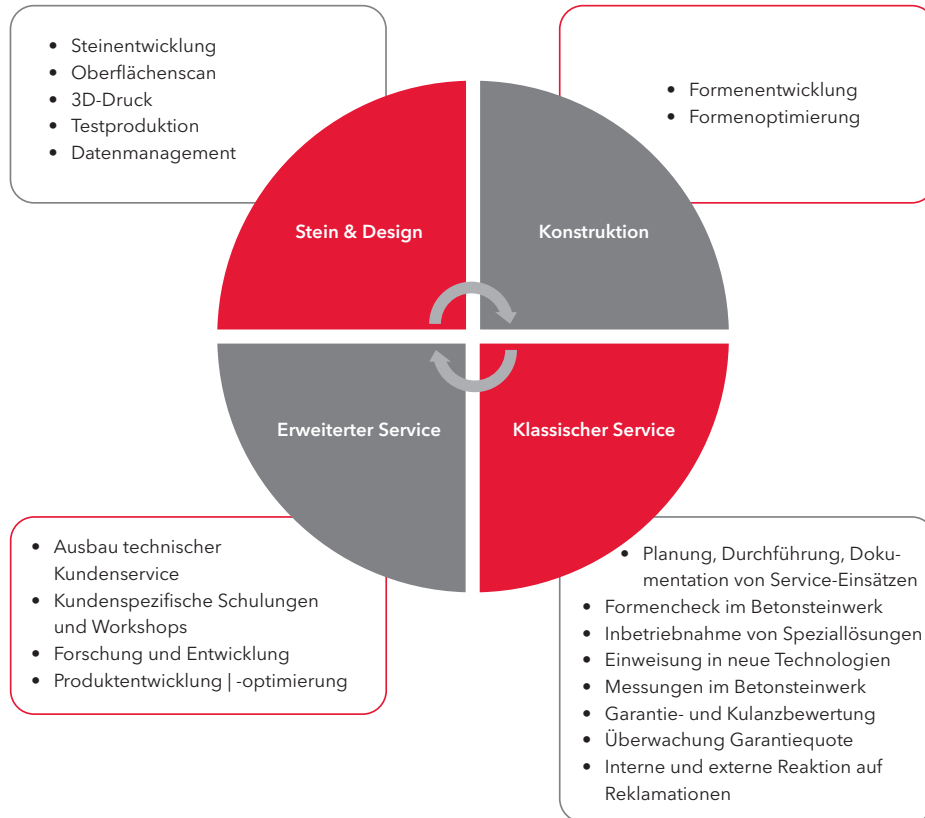 • Steinentwicklung
• Oberflächenscan
• 3D-Druck
• Testproduktion
• Datenmanagement
• Formenentwicklung
• Formenoptimierung
Stein & Design
Konstruktion
Erweiterter Service
Klassischer Service
• Ausbau technischer
Kundenservice
• Kundenspezifische Schulungen
und Workshops
• Forschung und Entwicklung
• Produktentwicklung | -optimierung
• Planung, Durchführung, Doku-
mentation von Service-Einsätzen
• Formencheck im Betonsteinwerk
• Inbetriebnahme von Speziallösungen
• Einweisung in neue Technologien
• Messungen im Betonsteinwerk
• Garantie- und Kulanzbewertung
• Überwachung Garantiequote
• Interne und externe Reaktion auf
Reklamationen